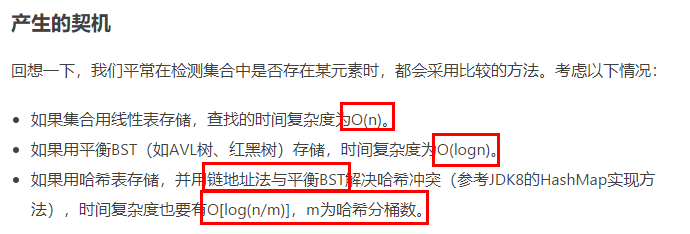 产生的契机
回想一下，我们平常在检测集合中是否存在某元素时，都会采用比较的方法。考虑以下情况：
• 如果集合用线性表存储，查找的时间复杂度为O(n)。
• 如果用平衡BST（如AVL树、红黑树）存储，时间复杂度为O(logn)。
• 如果用哈希表存储，并用链地址法与平衡BST解决哈希冲突（参考JDK8的HashMap实现方
法），时间复杂度也要有O[log(n/m)]，m为哈希分桶数。